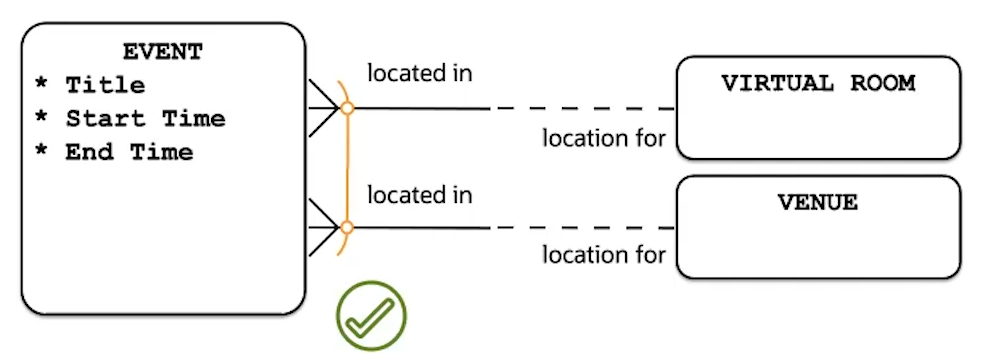 EVENT
* Title
* Start Time
* End Time
located in
location for
VIRTUAL ROOM
located in
location for
VENUE